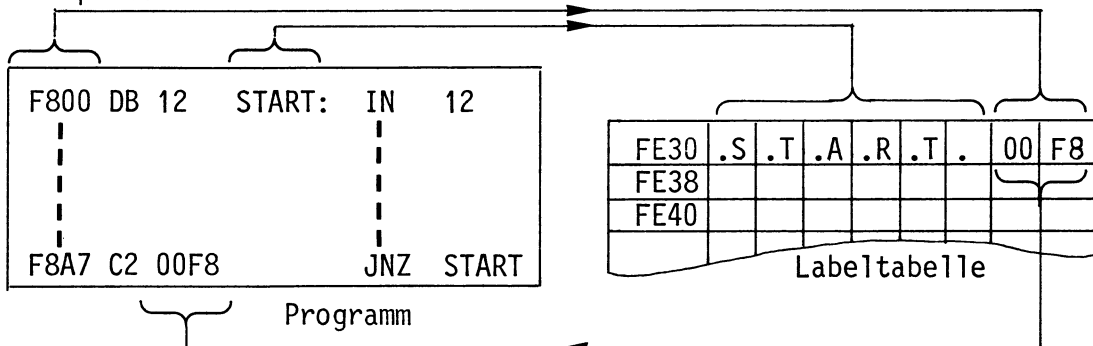 F800 DB 12 START: IN 12
F8A7 C2 00F8 JNZ START
Programm
FE30 .S .T .A .R .T . 00 F8
FE38
FE40
Labeltabelle